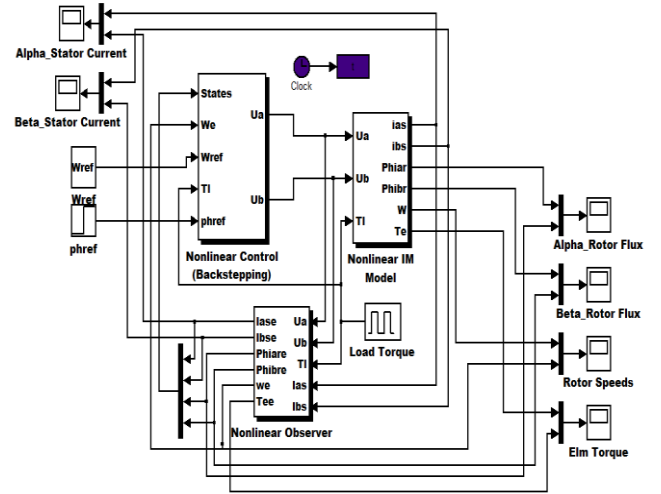 Alpha_Stator Current
Beta_Stator Current
Clock
States
We
Wref
Tl
phref
Ua
Ub
Nonlinear Control
(Backstepping)
Wref
Wref
phref
Ua
Ub
Tl
ias
ibs
Phiar
Phibr
W
Te
Nonlinear IM
Model
Load Torque
Iase
Ibse
Phiare
Phibre
we
Tee
Ua
Ub
Tl
Ias
Ibs
Nonlinear Observer
Alpha_Rotor Flux
Beta_Rotor Flux
Rotor Speeds
Elm Torque